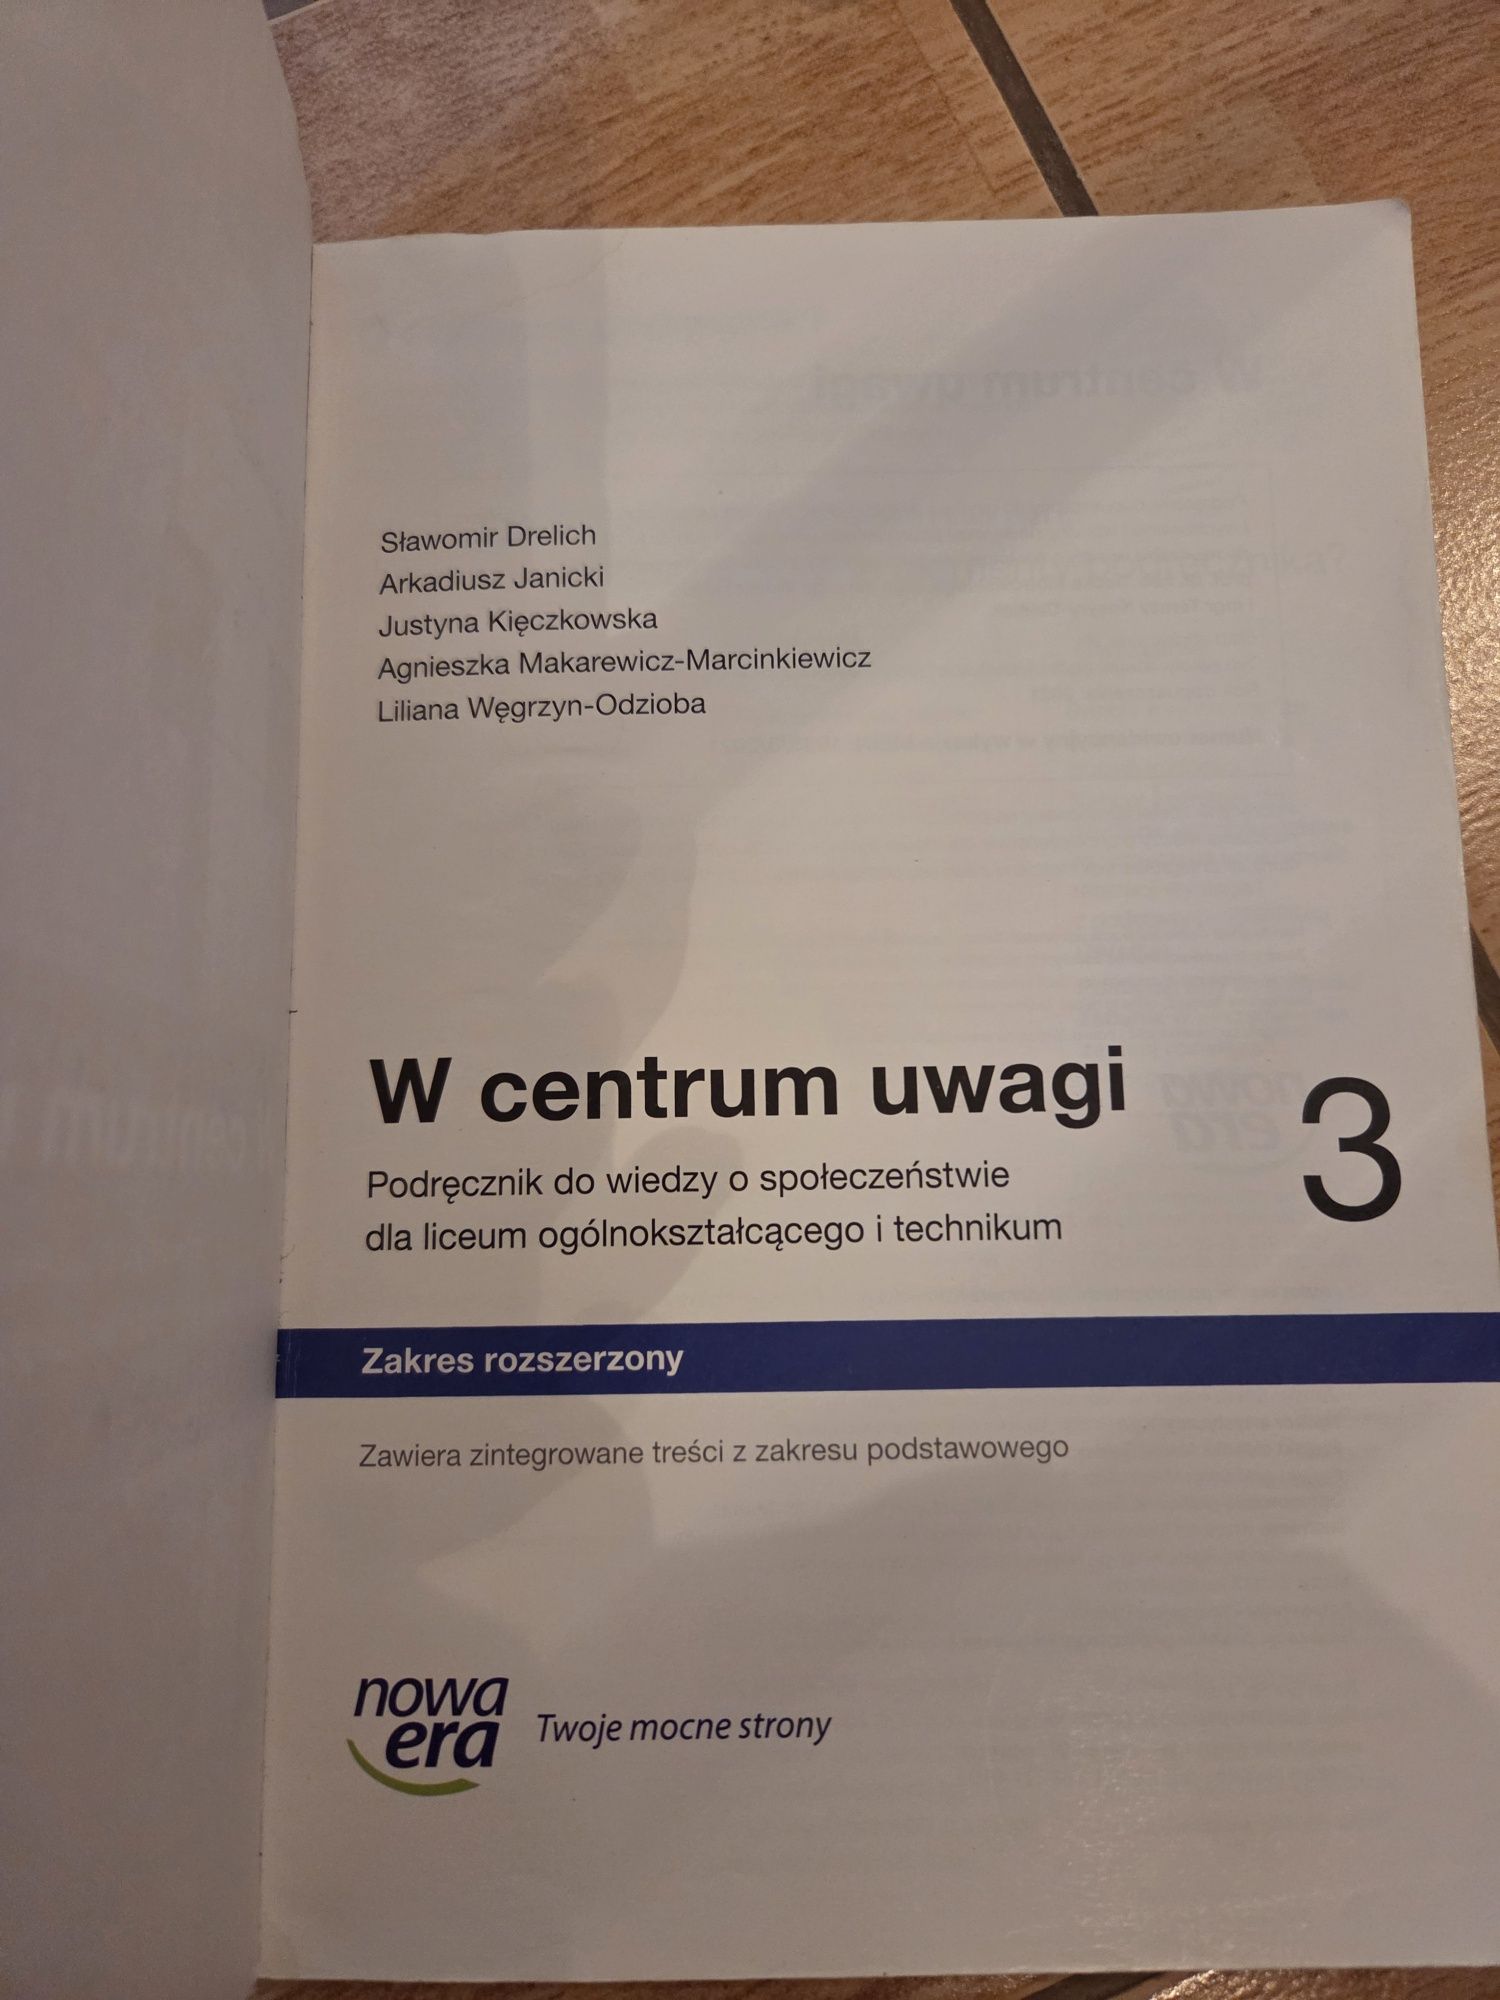 Sławomir Drelich
Arkadiusz Janicki
Justyna Kięczkowska
Agnieszka Makarewicz-Marcinkiewicz
Liliana Węgrzyn-Odzioba
W centrum uwagi
3
Podręcznik do wiedzy o społeczeństwie
dla liceum ogólnokształcącego i technikum
Zakres rozszerzony
Zawiera zintegrowane treści z zakresu podstawowego
nowa
era
Twoje mocne strony